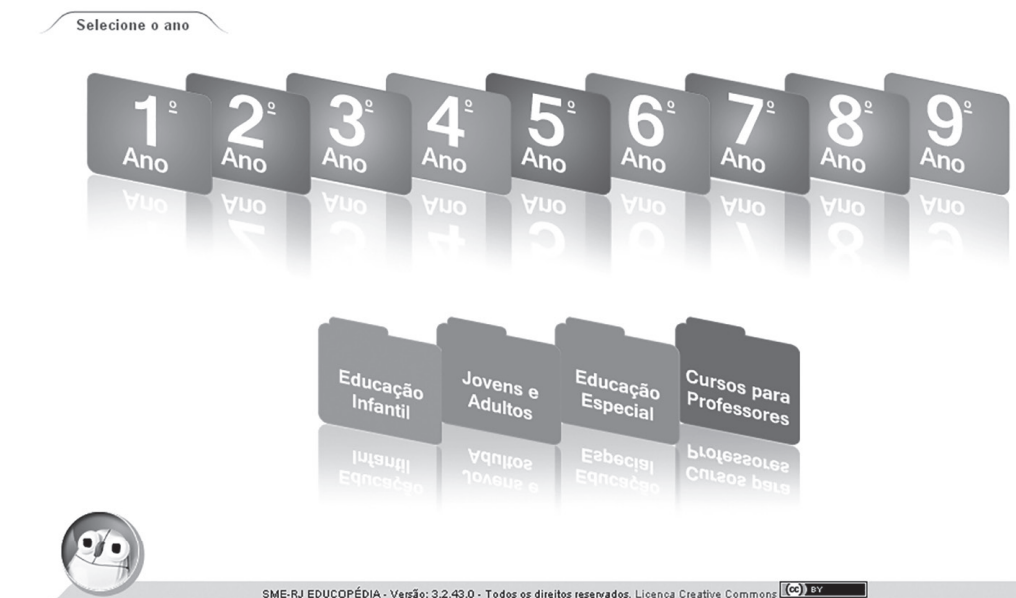 Selecione o ano
1º 2º 3º 4º 5º 6º 7º 8º 9º
Ano Ano Ano Ano Ano Ano Ano Ano Ano
Educação Infantil
Jovens e Adultos
Educação Especial
Cursos para Professores
SME-RJ EDUCOPÉDIA - Versão: 3.2.43.0 - Todos os direitos reservados. Licença Creative Commons cc BY